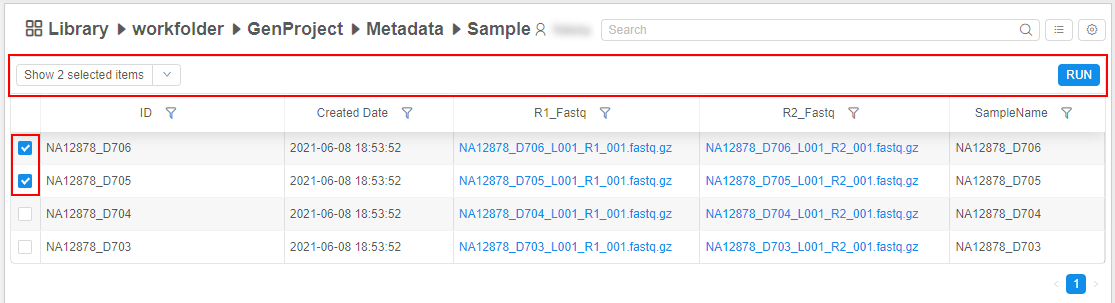 Library workfolder GenProject Metadata Sample Search
Show 2 selected items RUN
ID Created Date R1_Fastq R2_Fastq SampleName
NA12878_D706 2021-06-08 18:53:52 NA12878_D706_L001_R1_001.fastq.gz NA12878_D706_L001_R2_001.fastq.gz NA12878_D706
NA12878_D705 2021-06-08 18:53:52 NA12878_D705_L001_R1_001.fastq.gz NA12878_D705_L001_R2_001.fastq.gz NA12878_D705
NA12878_D704 2021-06-08 18:53:52 NA12878_D704_L001_R1_001.fastq.gz NA12878_D704_L001_R2_001.fastq.gz NA12878_D704
NA12878_D703 2021-06-08 18:53:52 NA12878_D703_L001_R1_001.fastq.gz NA12878_D703_L001_R2_001.fastq.gz NA12878_D703
1